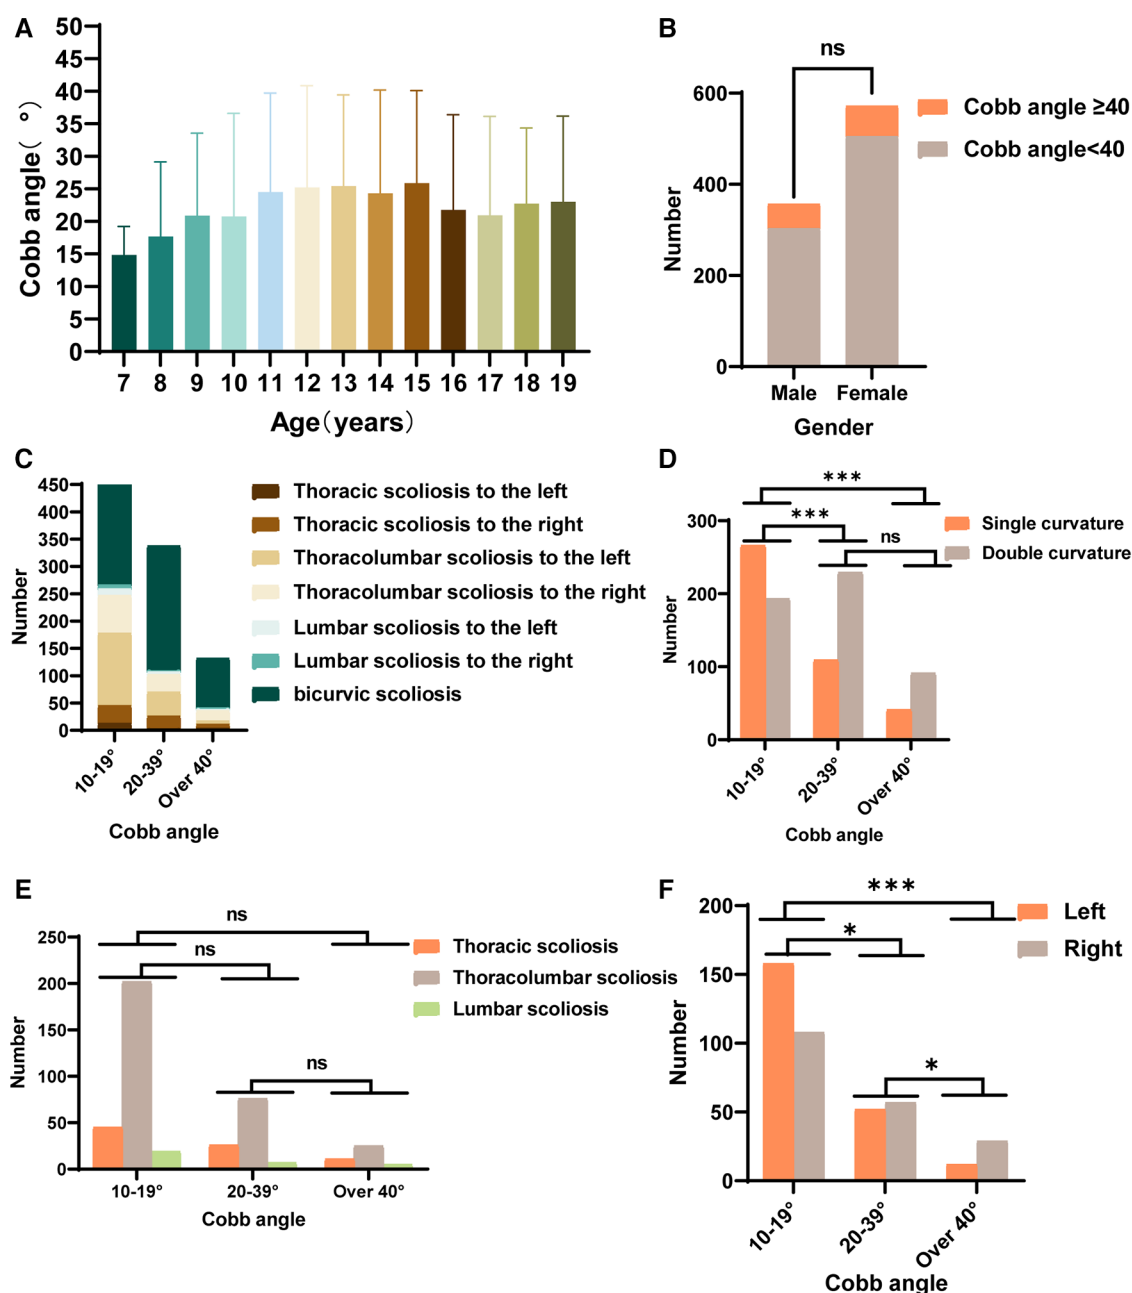 A
50
45
40
35
30
25
20
15
10
5
0
Cobb angle( °)
7 8 9 10 11 12 13 14 15 16 17 18 19
Age(years)
B
ns
600
400
200
0
Number
Cobb angle ≥40
Cobb angle<40
Male Female
Gender
C
450
400
350
300
250
200
150
100
50
0
Number
Thoracic scoliosis to the left
Thoracic scoliosis to the right
Thoracolumbar scoliosis to the left
Thoracolumbar scoliosis to the right
Lumbar scoliosis to the left
Lumbar scoliosis to the right
bicurvic scoliosis
10-19° 20-39° Over 40°
Cobb angle
D
***
***
ns
300
200
100
0
Number
Single curvature
Double curvature
10-19° 20-39° Over 40°
Cobb angle
E
ns
ns
ns
250
200
150
100
50
0
Number
Thoracic scoliosis
Thoracolumbar scoliosis
Lumbar scoliosis
10-19° 20-39° Over 40°
Cobb angle
F
***
*
*
200
150
100
50
0
Number
Left
Right
10-19° 20-39° Over 40°
Cobb angle